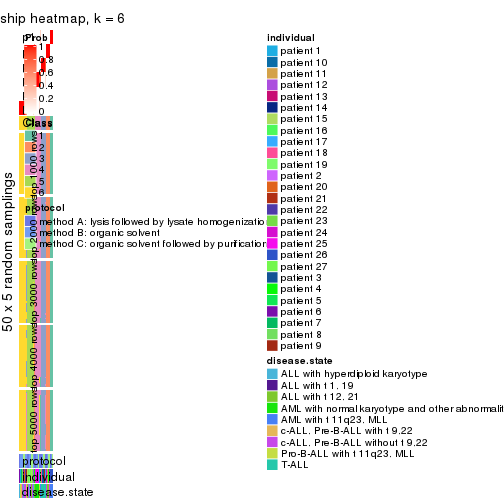 ship heatmap, k = 6
Prob
1
0.8
0.6
0.4
0.2
0
Class
1
2
3
4
5
6
protocol
method A: lysis followed by lysate homogenizatio
method B: organic solvent
method C: organic solvent followed by purification
50 x 5 random samplings
top 1000 rows
top 2000 rows
top 3000 rows
top 4000 rows
top 5000 rows
protocol
individual
disease.state
individual
patient 1
patient 10
patient 11
patient 12
patient 13
patient 14
patient 15
patient 16
patient 17
patient 18
patient 19
patient 2
patient 20
patient 21
patient 22
patient 23
patient 24
patient 25
patient 26
patient 27
patient 3
patient 4
patient 5
patient 6
patient 7
patient 8
patient 9
disease.state
ALL with hyperdiploid karyotype
ALL with t1, 19
ALL with t12, 21
AML with normal karyotype and other abnormalit
AML with t11q23, MLL
c-ALL, Pre-B-ALL with t9,22
c-ALL, Pre-B-ALL without t9,22
Pro-B-ALL with t11q23, MLL
T-ALL